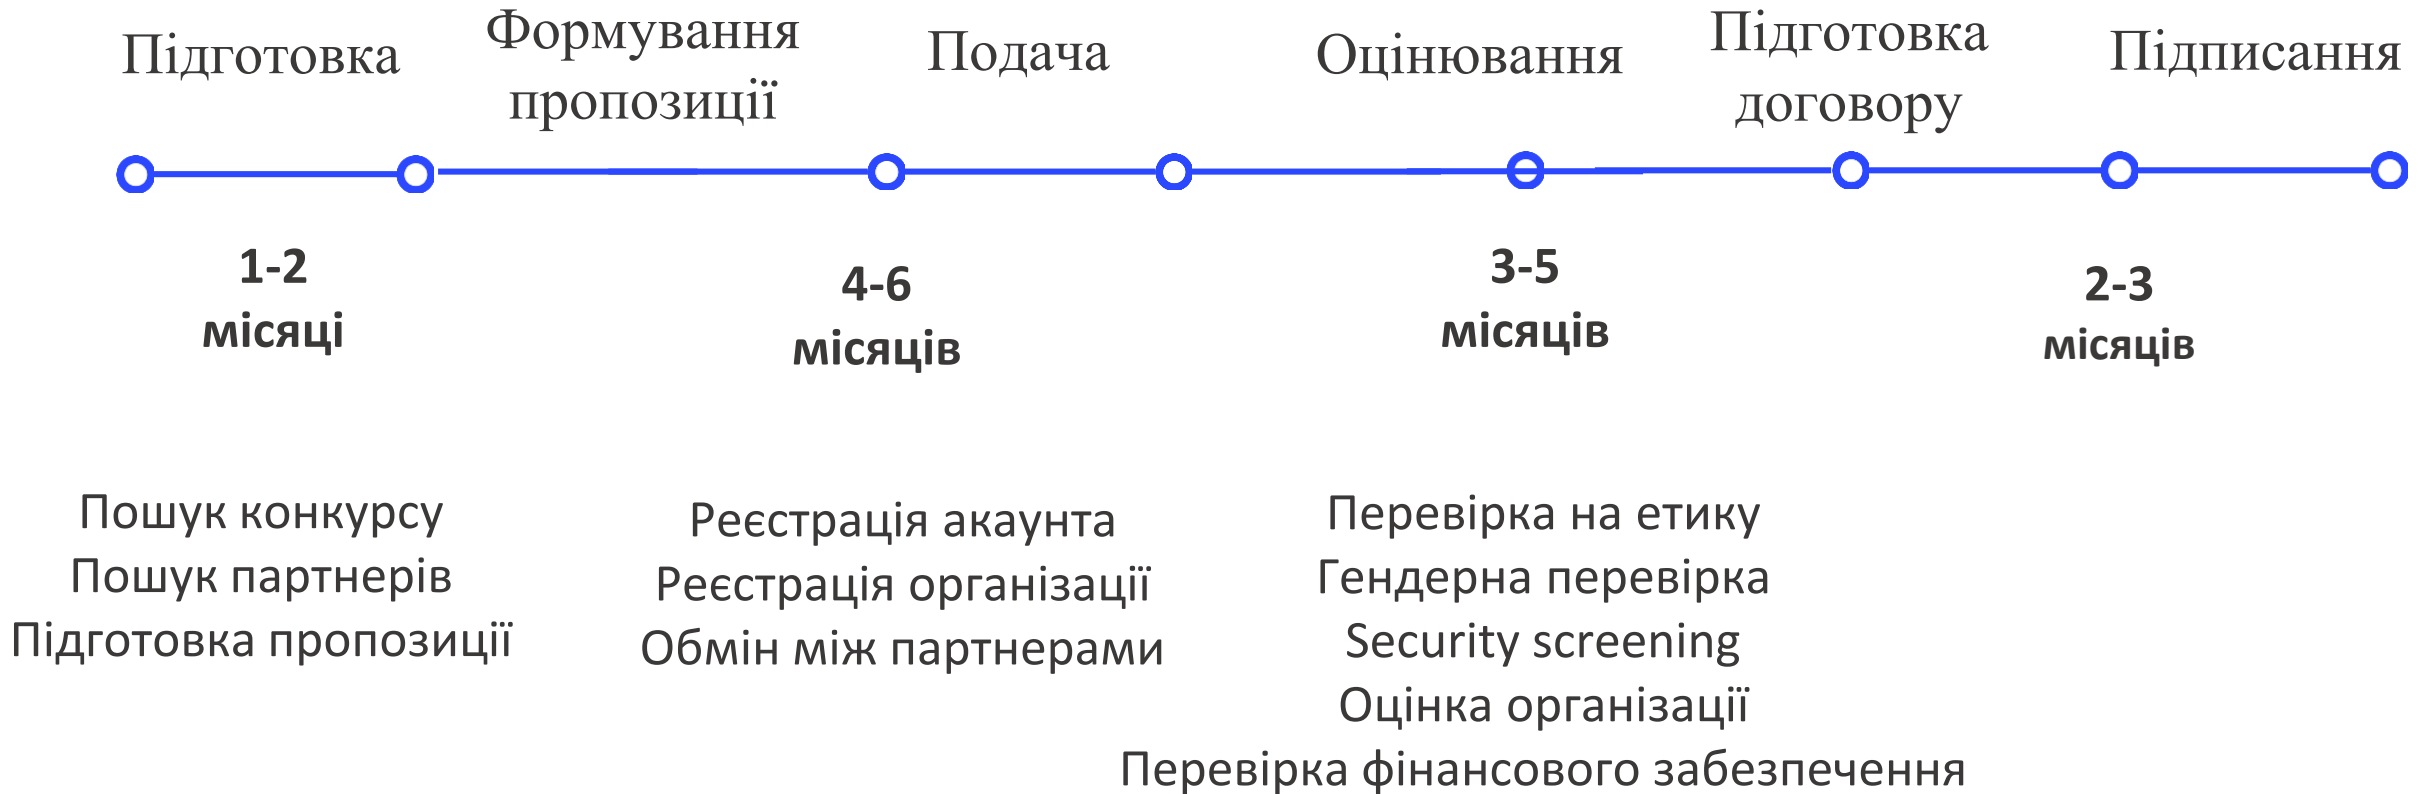 Підготовка
Формування
пропозиції
Подача
Оцінювання
Підготовка
договору
Підписання
1-2
місяці
4-6
місяців
3-5
місяців
2-3
місяців
Пошук конкурсу
Пошук партнерів
Підготовка пропозиції
Реєстрація акаунта
Реєстрація організації
Обмін між партнерами
Перевірка на етику
Гендерна перевірка
Security screening
Оцінка організації
Перевірка фінансового забезпечення